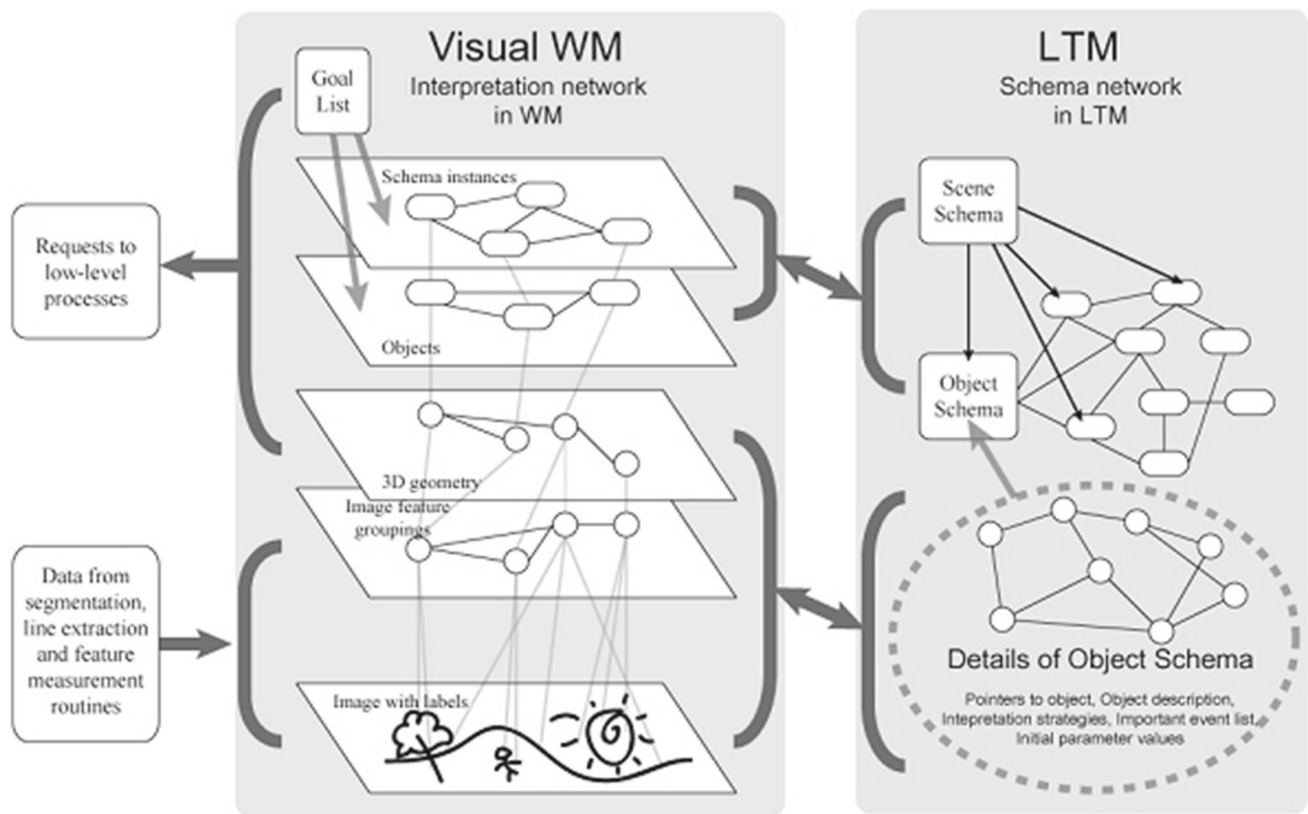 Visual WM
Interpretation network
in WM
Goal
List
Schema instances
Objects
3D geometry
Image feature
groupings
Image with labels
Requests to
low-level
processes
Data from
segmentation,
line extraction
and feature
measurement
routines
LTM
Schema network
in LTM
Scene
Schema
Object
Schema
Details of Object Schema
Pointers to object, Object description,
Intepretation strategies, Important event list,
Initial parameter values